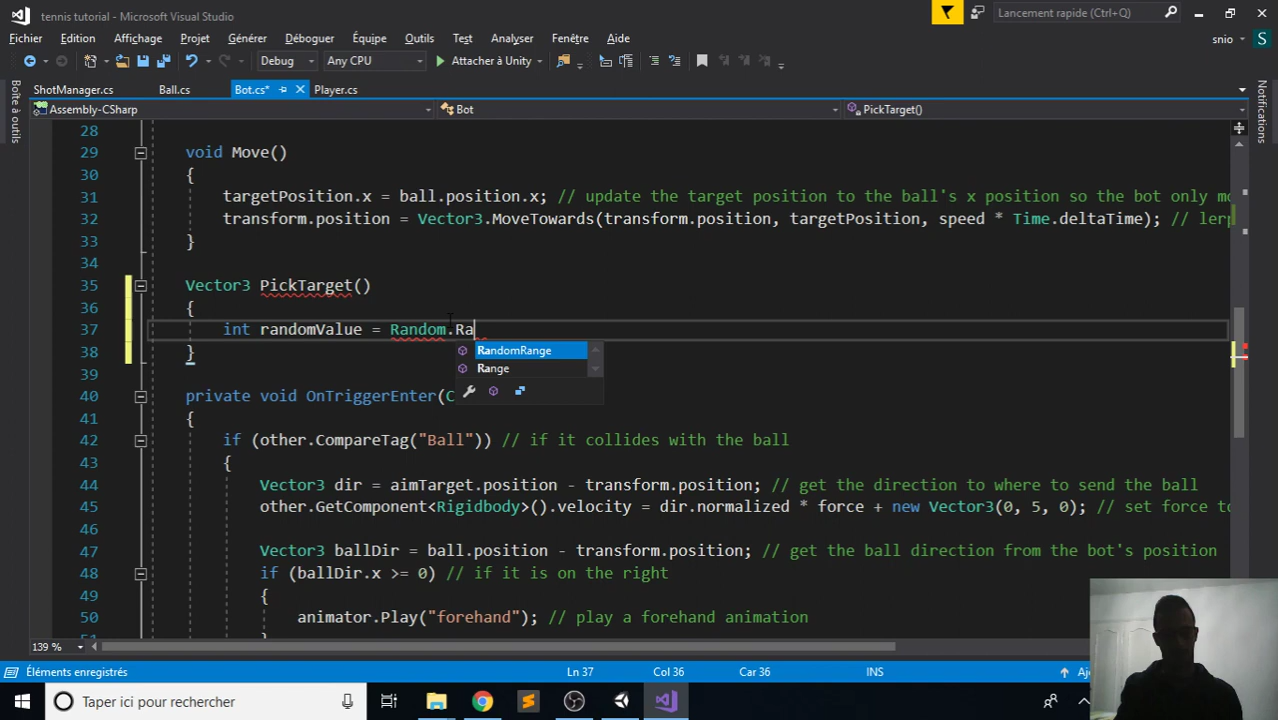 tennis tutorial - Microsoft Visual Studio
Lancement rapide (Ctrl+Q)
Fichier Edition Affichage Projet Générer Déboguer Équipe Outils Test Analyser Fenêtre Aide
snio S
Debug Any CPU Attacher à Unity
Boîte à outils
ShotManager.cs Ball.cs Bot.cs* Player.cs
Notifications
Assembly-CSharp Bot PickTarget()
28
29 void Move()
30 {
31 targetPosition.x = ball.position.x; // update the target position to the ball's x position so the bot only mo
32 transform.position = Vector3.MoveTowards(transform.position, targetPosition, speed * Time.deltaTime); // lerp
33 }
34
35 Vector3 PickTarget()
36 {
37 int randomValue = Random.Ra
RandomRange
38 }
Range
39
40 private void OnTriggerEnter(C
41 {
42 if (other.CompareTag("Ball")) // if it collides with the ball
43 {
44 Vector3 dir = aimTarget.position - transform.position; // get the direction to where to send the ball
45 other.GetComponent<Rigidbody>().velocity = dir.normalized * force + new Vector3(0, 5, 0); // set force to
46
47 Vector3 ballDir = ball.position - transform.position; // get the ball direction from the bot's position
48 if (ballDir.x >= 0) // if it is on the right
49 {
50 animator.Play("forehand"); // play a forehand animation
51 }
139 %
Éléments enregistrés Ln 37 Col 36 Car 36 INS Aj
Taper ici pour rechercher